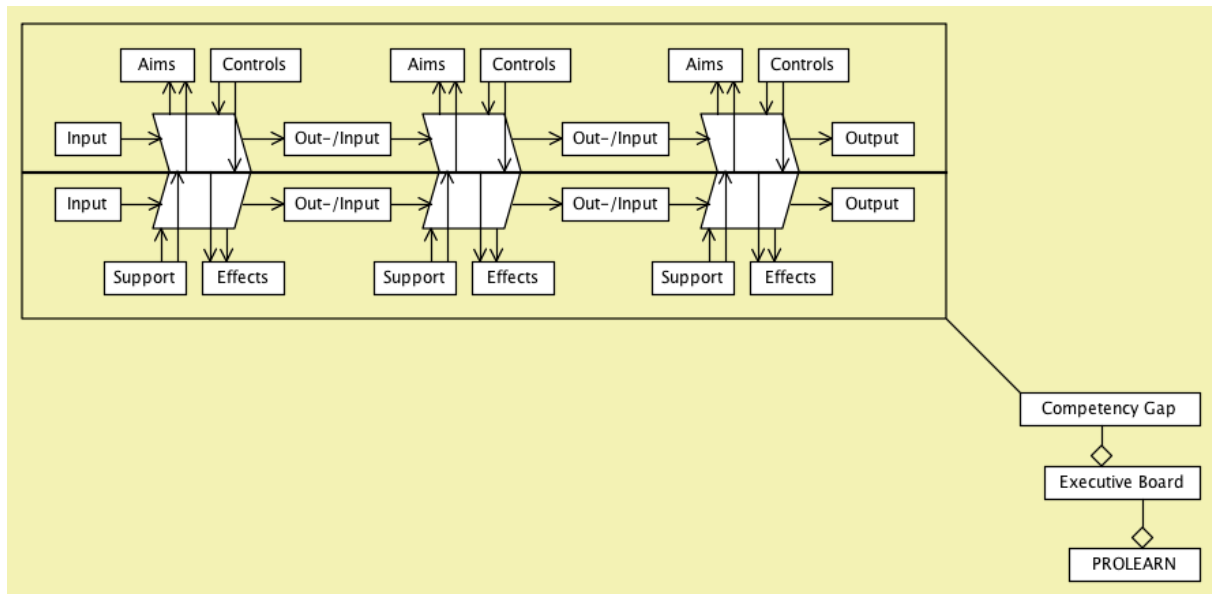 Aims
Controls
Aims
Controls
Aims
Controls
Input
Out-/Input
Out-/Input
Output
Input
Out-/Input
Out-/Input
Output
Support
Effects
Support
Effects
Support
Effects
Competency Gap
Executive Board
PROLEARN